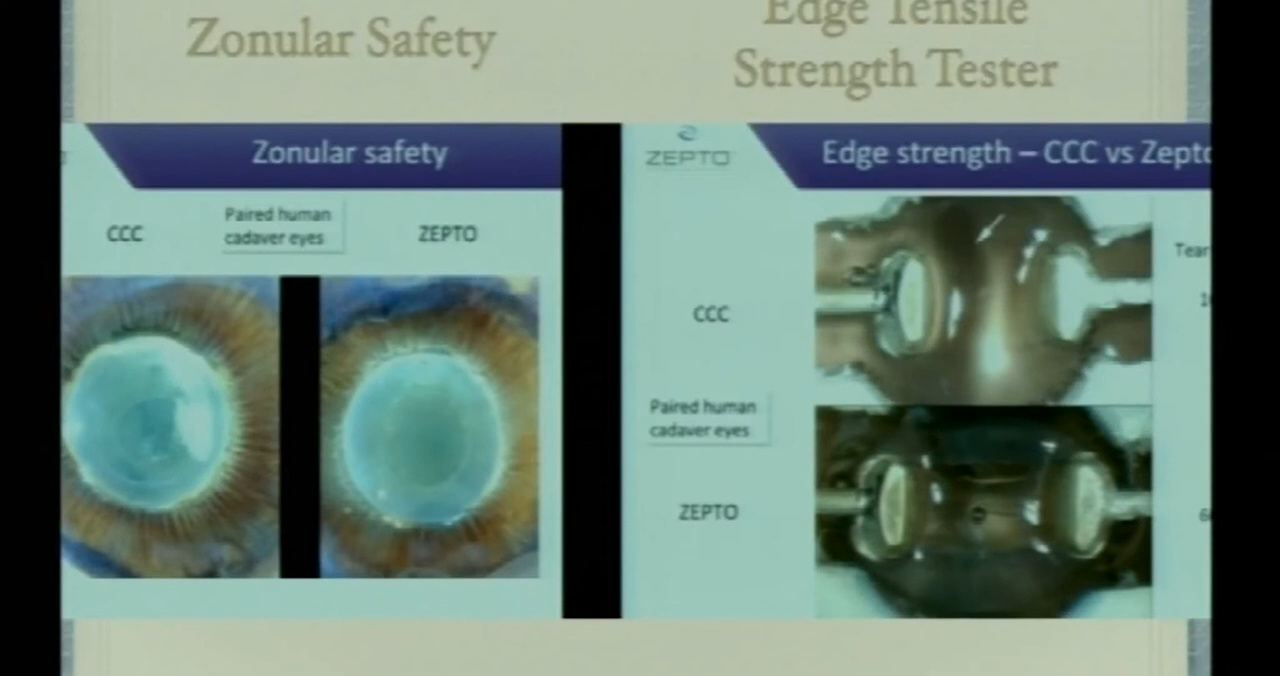 Zonular Safety
Edge Tensile
Strength Tester
Zonular safety
CCC
Paired human
cadaver eyes
ZEPTO
ZEPTO
Edge strength – CCC vs Zepto
CCC
Paired human
cadaver eyes
ZEPTO
Tear